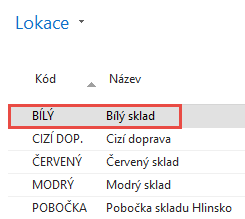 Lokace
Kód Název
BÍLÝ Bílý sklad
CIZÍ DOP. Cizí doprava
ČERVENÝ Červený sklad
MODRÝ Modrý sklad
POBOČKA Pobočka skladu Hlinsko